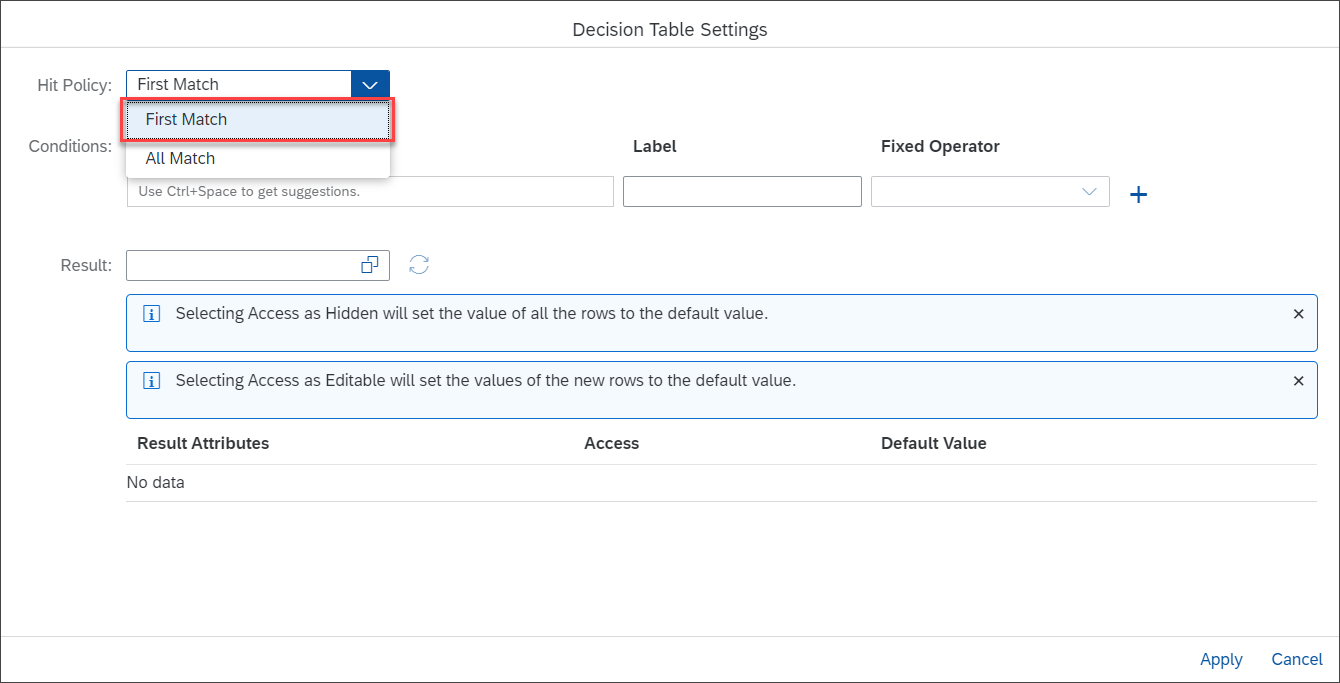 Decision Table Settings
Hit Policy: First Match
First Match
All Match
Conditions: Label Fixed Operator
Use Ctrl+Space to get suggestions.
Result:
Selecting Access as Hidden will set the value of all the rows to the default value.
Selecting Access as Editable will set the values of the new rows to the default value.
Result Attributes Access Default Value
No data
Apply Cancel